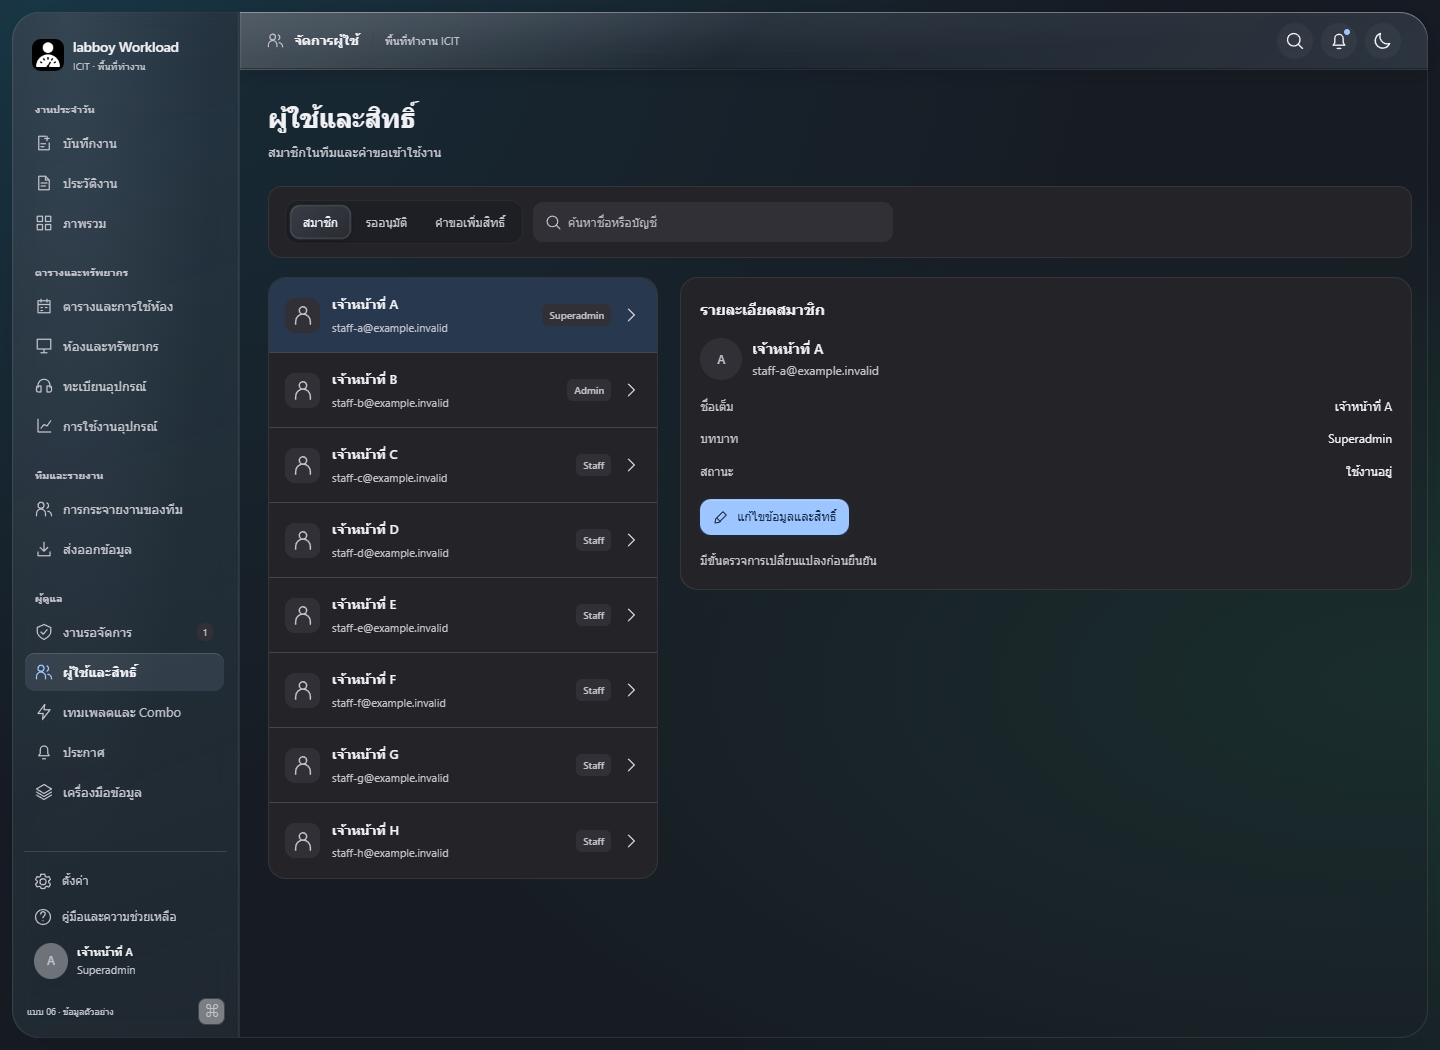 labboy Workload
ICIT · พื้นที่ทำงาน
งานประจำวัน
บันทึกงาน
ประวัติงาน
ภาพรวม
ตารางและทรัพยากร
ตารางและการใช้ห้อง
ห้องและทรัพยากร
ทะเบียนอุปกรณ์
การใช้งานอุปกรณ์
ทีมและรายงาน
การกระจายงานของทีม
ส่งออกข้อมูล
ผู้ดูแล
งานรอจัดการ 1
ผู้ใช้และสิทธิ์
เทมเพลตและ Combo
ประกาศ
เครื่องมือข้อมูล
ตั้งค่า
คู่มือและความช่วยเหลือ
A เจ้าหน้าที่ A
Superadmin
แบบ 06 · ข้อมูลตัวอย่าง ⌘
จัดการผู้ใช้ พื้นที่ทำงาน ICIT
ผู้ใช้และสิทธิ์
สมาชิกในทีมและคำขอเข้าใช้งาน
สมาชิก รออนุมัติ คำขอเพิ่มสิทธิ์ ค้นหาชื่อหรือบัญชี
เจ้าหน้าที่ A
staff-a@example.invalid
Superadmin
เจ้าหน้าที่ B
staff-b@example.invalid
Admin
เจ้าหน้าที่ C
staff-c@example.invalid
Staff
เจ้าหน้าที่ D
staff-d@example.invalid
Staff
เจ้าหน้าที่ E
staff-e@example.invalid
Staff
เจ้าหน้าที่ F
staff-f@example.invalid
Staff
เจ้าหน้าที่ G
staff-g@example.invalid
Staff
เจ้าหน้าที่ H
staff-h@example.invalid
Staff
รายละเอียดสมาชิก
A เจ้าหน้าที่ A
staff-a@example.invalid
ชื่อเต็ม เจ้าหน้าที่ A
บทบาท Superadmin
สถานะ ใช้งานอยู่
แก้ไขข้อมูลและสิทธิ์
มีขั้นตรวจการเปลี่ยนแปลงก่อนยืนยัน